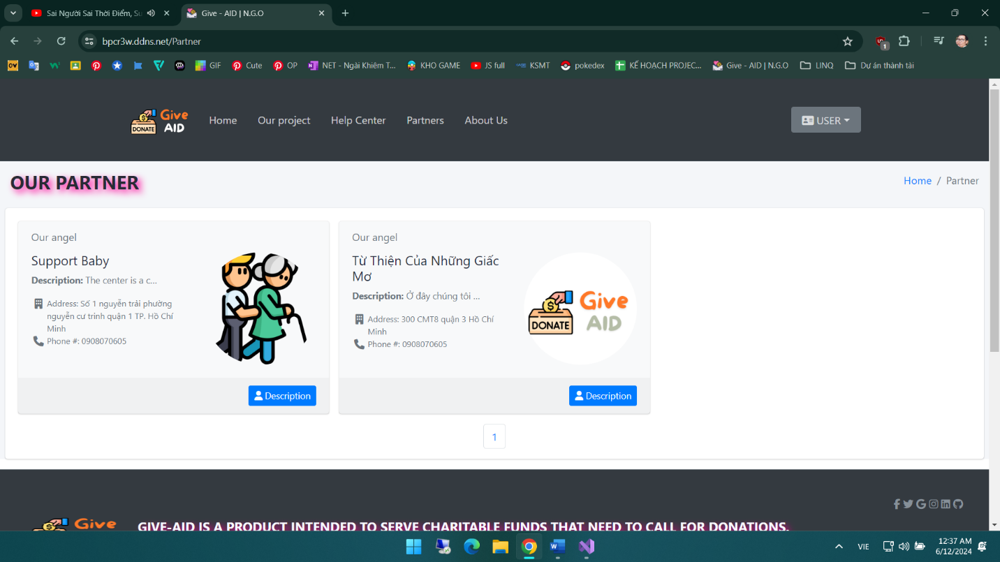 Sai Người Sai Thời Điểm, Su
Give - AID | N.G.O
bpcr3w.ddns.net/Partner
1
GIF
Cute
OP
NET - Ngài Khiêm T...
KHO GAME
JS full
KSMT
pokedex
KẾ HOẠCH PROJEC...
Give - AID | N.G.O
LINQ
Dự án thành tài
DONATE
Give
AID
Home
Our project
Help Center
Partners
About Us
USER
OUR PARTNER
Home / Partner
Our angel
Support Baby
Description: The center is a c...
Address: Số 1 nguyễn trải phường
nguyễn cư trinh quận 1 TP. Hồ Chí
Minh
Phone #: 0908070605
Description
Our angel
Từ Thiện Của Những Giấc
Mơ
Description: Ở đây chúng tôi ...
Address: 300 CMT8 quận 3 Hồ Chí
Minh
Phone #: 0908070605
DONATE
Give
AID
Description
1
Give
GIVE-AID IS A PRODUCT INTENDED TO SERVE CHARITABLE FUNDS THAT NEED TO CALL FOR DONATIONS.
VIE
12:37 AM
6/12/2024